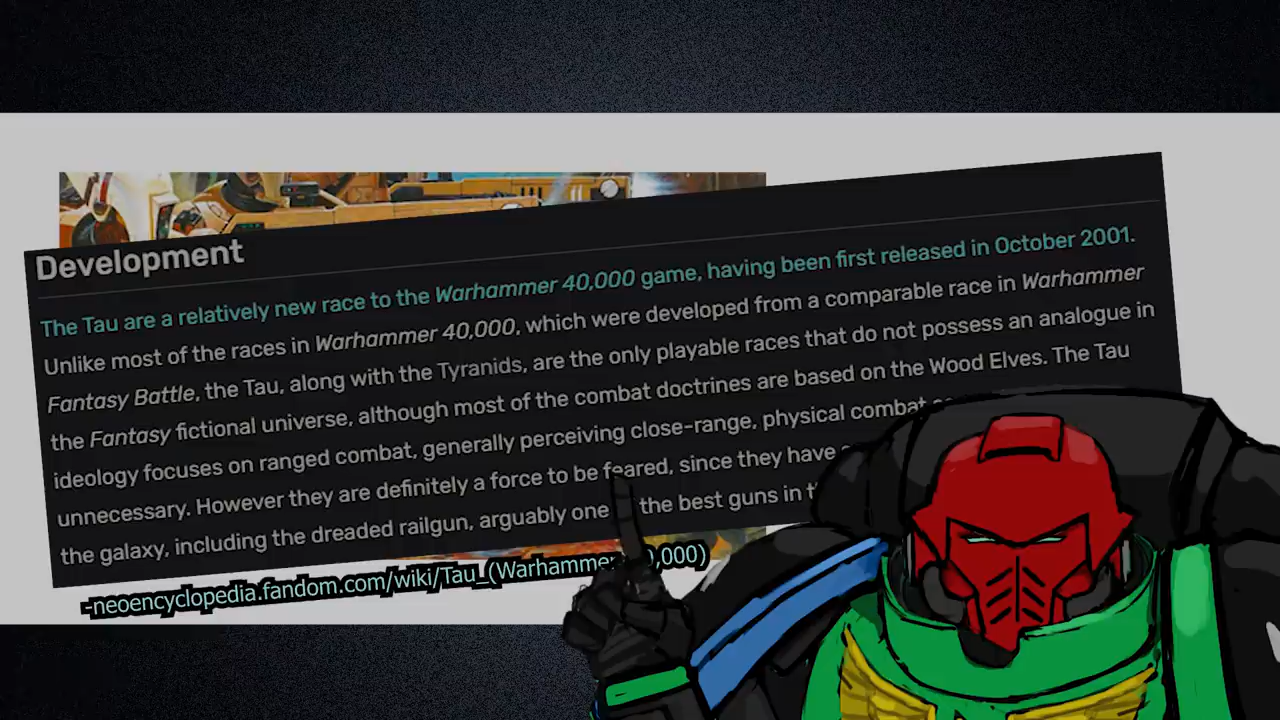 Development
The Tau are a relatively new race to the Warhammer 40,000 game, having been first released in October 2001.
Unlike most of the races in Warhammer 40,000, which were developed from a comparable race in Warhammer
Fantasy Battle, the Tau, along with the Tyranids, are the only playable races that do not possess an analogue in
the Fantasy fictional universe, although most of the combat doctrines are based on the Wood Elves. The Tau
ideology focuses on ranged combat, generally perceiving close-range, physical combat
unnecessary. However they are definitely a force to be feared, since they have
the galaxy, including the dreaded railgun, arguably one the best guns in
-neoencyclopedia.fandom.com/wiki/Tau_(Warhammer 0,000)